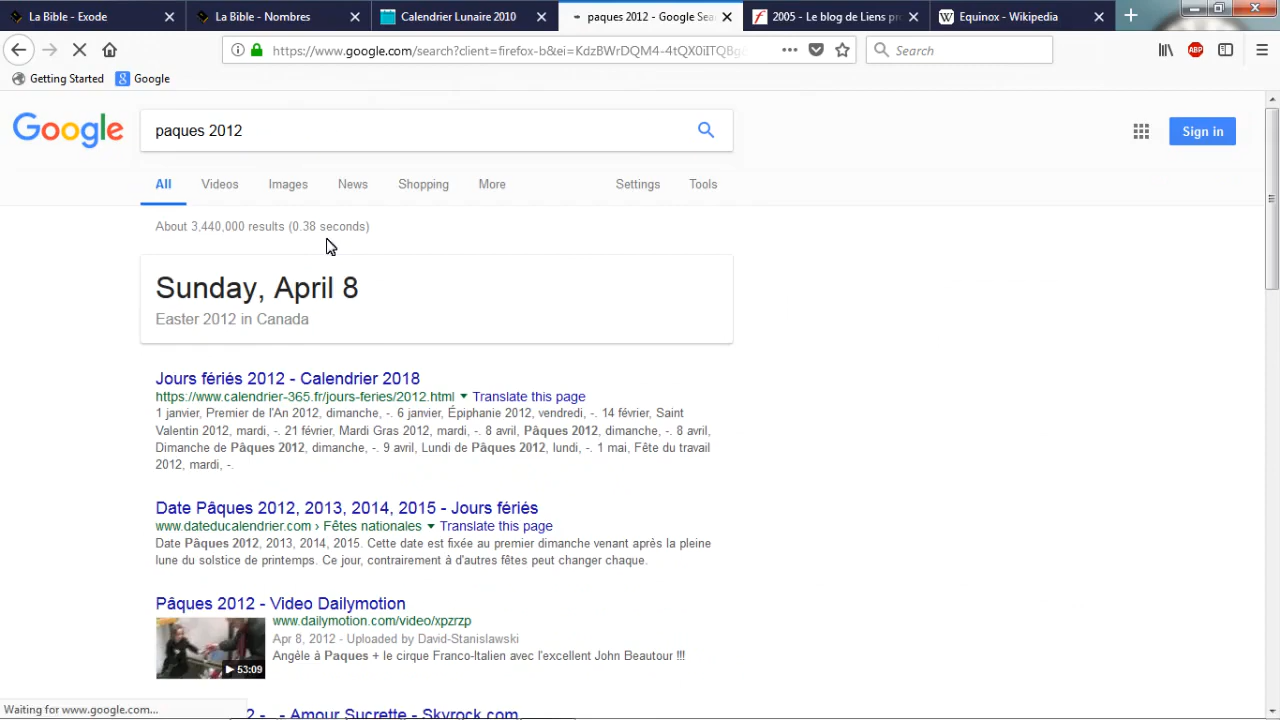 La Bible - Exode
La Bible - Nombres
Calendrier Lunaire 2010
paques 2012 - Google Sea
2005 - Le blog de Liens pr
Equinox - Wikipedia
https://www.google.com/search?client=firefox-b&ei=KdzBWrDQM4-4tQX0iITQBg
Search
Getting Started
Google
Google
paques 2012
Sign in
All
Videos
Images
News
Shopping
More
Settings
Tools
About 3,440,000 results (0.38 seconds)
Sunday, April 8
Easter 2012 in Canada
Jours fériés 2012 - Calendrier 2018
https://www.calendrier-365.fr/jours-feries/2012.html ▾ Translate this page
1 janvier, Premier de l'An 2012, dimanche, -. 6 janvier, Épiphanie 2012, vendredi, -. 14 février, Saint
Valentin 2012, mardi, -. 21 février, Mardi Gras 2012, mardi, -. 8 avril, Pâques 2012, dimanche, -. 8 avril,
Dimanche de Pâques 2012, dimanche, -. 9 avril, Lundi de Pâques 2012, lundi, -. 1 mai, Fête du travail
2012, mardi, -.
Date Pâques 2012, 2013, 2014, 2015 - Jours fériés
www.dateducalendrier.com › Fêtes nationales ▾ Translate this page
Date Pâques 2012, 2013, 2014, 2015. Cette date est fixée au premier dimanche venant après la pleine
lune du solstice de printemps. Ce jour, contrairement à d'autres fêtes peut changer chaque.
Pâques 2012 - Video Dailymotion
www.dailymotion.com/video/xpzrzp
Apr 8, 2012 - Uploaded by David-Stanislawski
Angèle à Paques + le cirque Franco-Italien avec l'excellent John Beautour !!!
▶ 53:09
2 - .. - Amour Sucrette - Skyrock.com
Waiting for www.google.com...